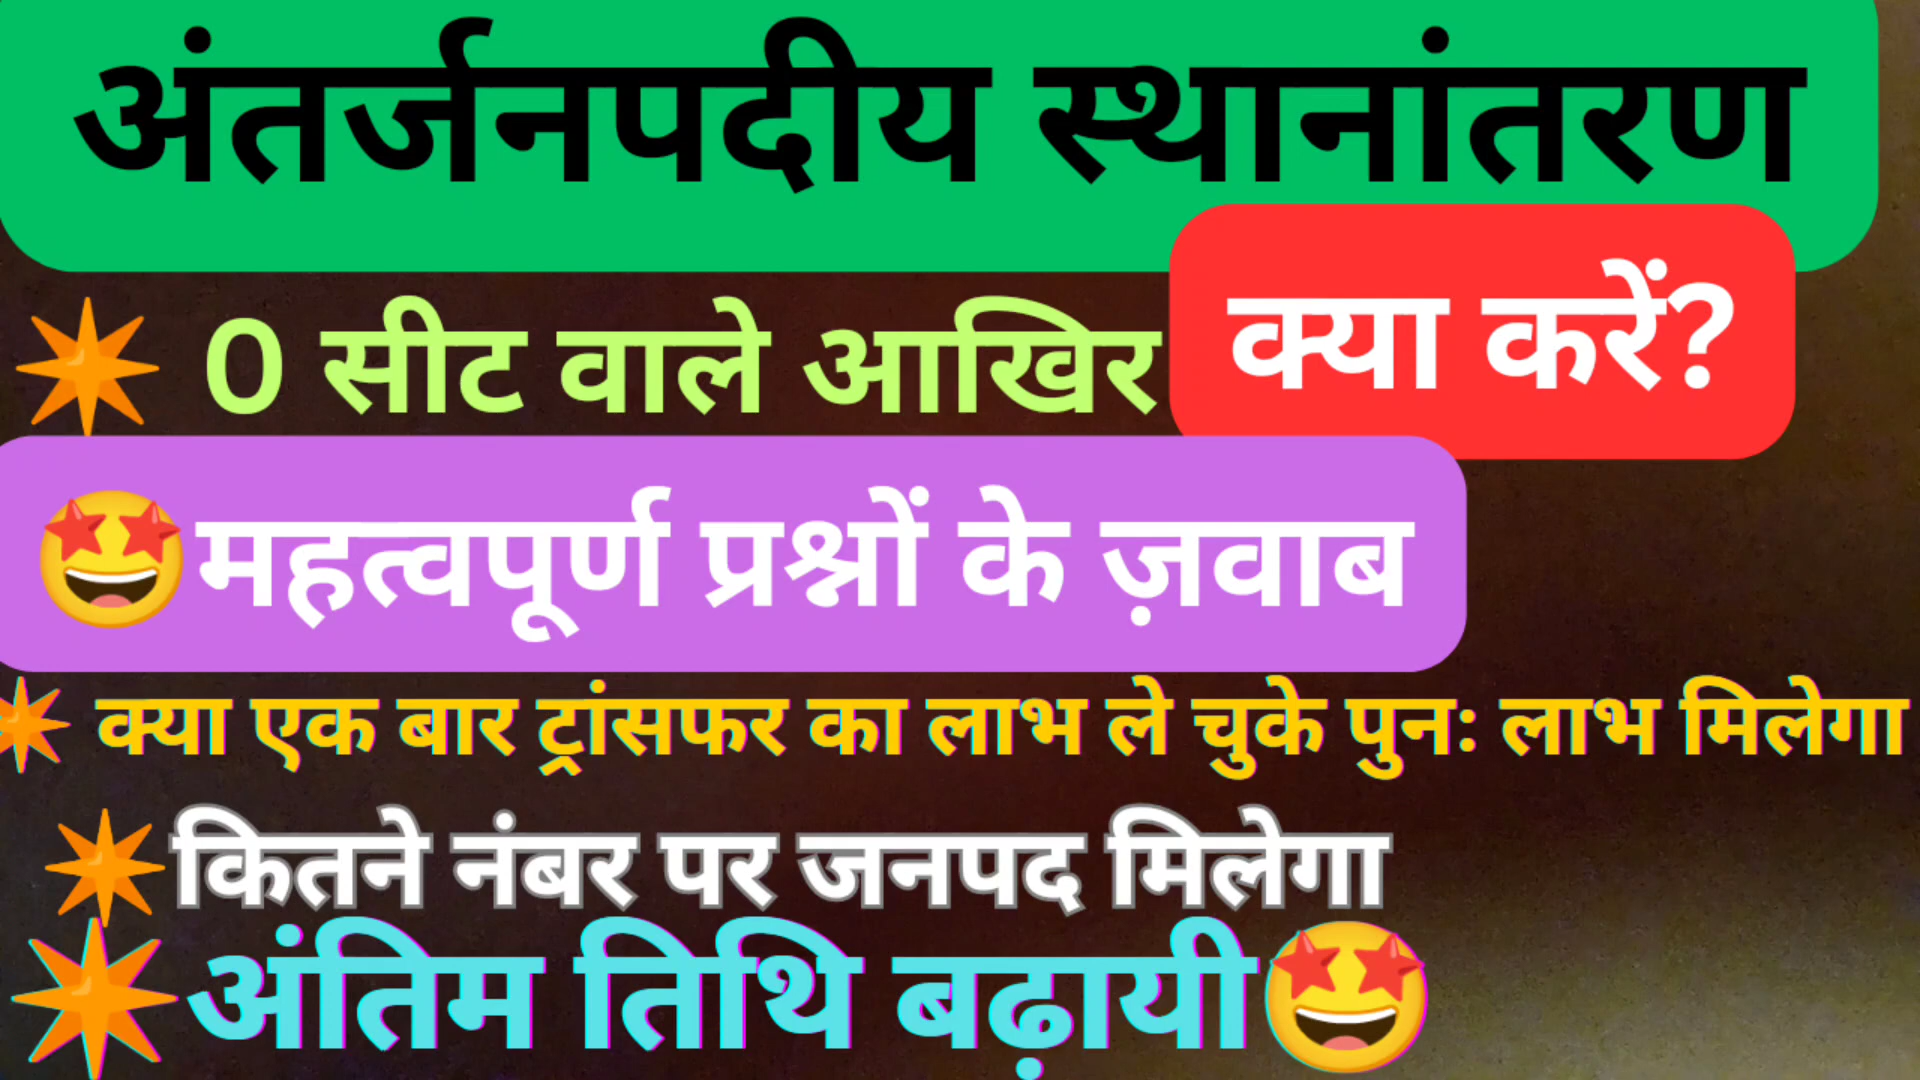 अंतर्जनपदीय स्थानांतरण
0 सीट वाले आखिर क्या करें?
महत्वपूर्ण प्रश्नों के ज़वाब
क्या एक बार ट्रांसफर का लाभ ले चुके पुनः लाभ मिलेगा
कितने नंबर पर जनपद मिलेगा
अंतिम तिथि बढ़ायी